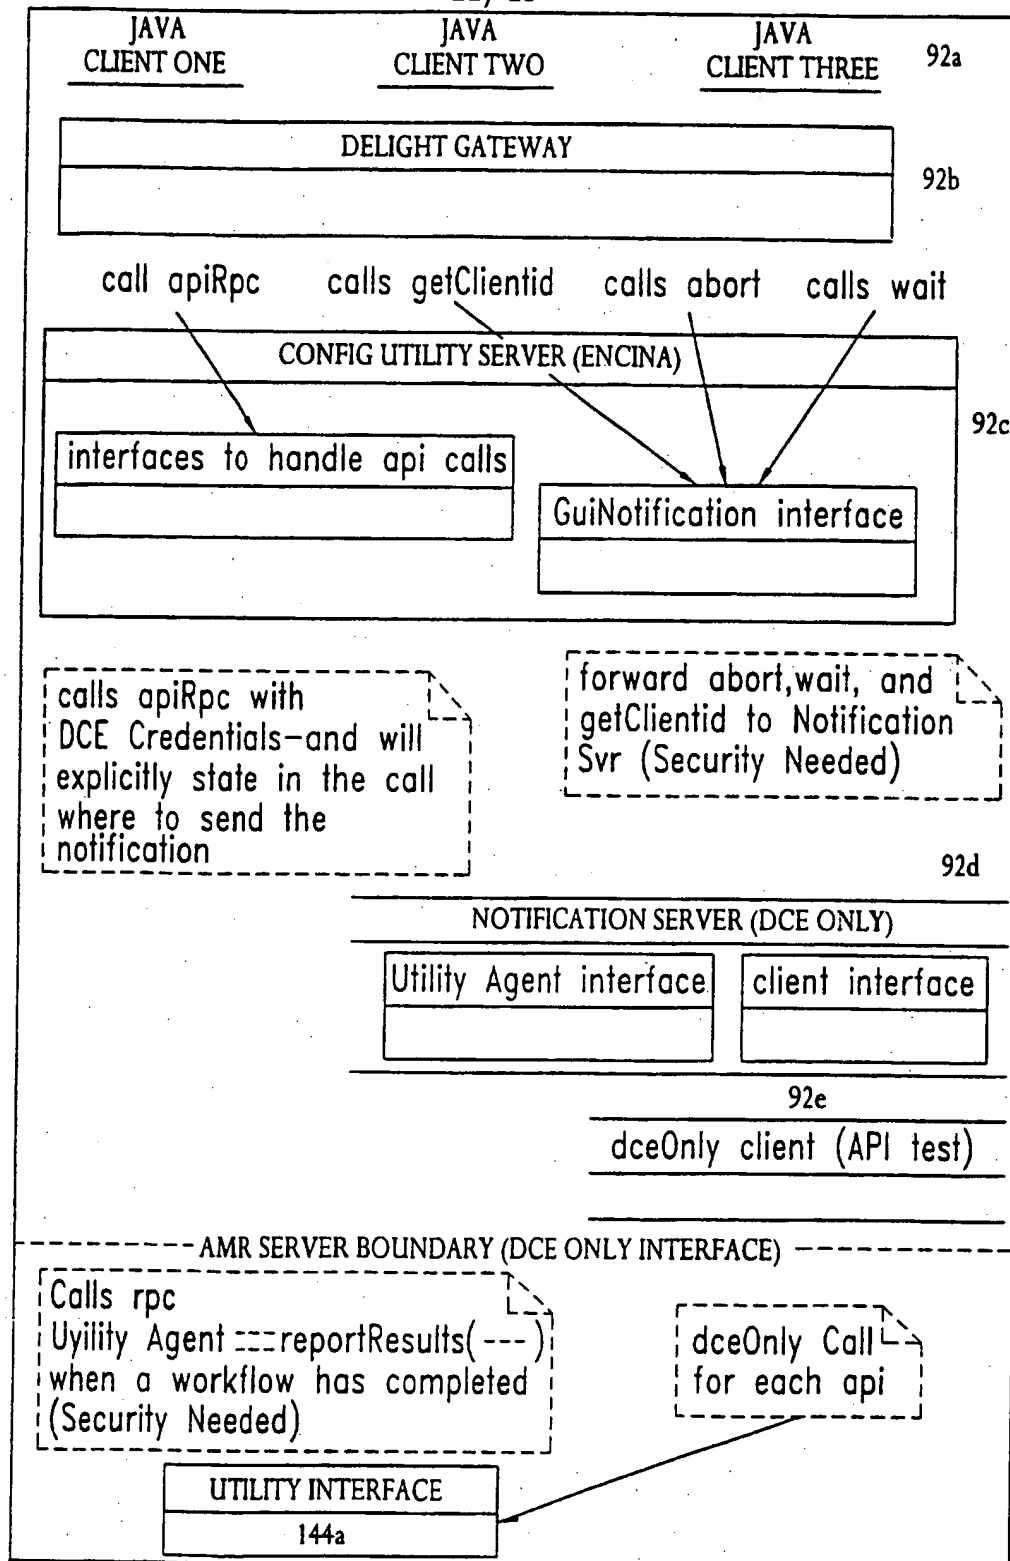 JAVA
CLIENT ONE
JAVA
CLIENT TWO
JAVA
CLIENT THREE
92a
DELIGHT GATEWAY
92b
call apiRpc
calls getClientid
calls abort
calls wait
CONFIG UTILITY SERVER (ENCINA)
92c
interfaces to handle api calls
GuiNotification interface
calls apiRpc with
DCE Credentials-and will
explicitly state in the call
where to send the
notification
forward abort,wait, and
getClientid to Notification
Svr (Security Needed)
92d
NOTIFICATION SERVER (DCE ONLY)
Utility Agent interface
client interface
92e
dceOnly client (API test)
AMR SERVER BOUNDARY (DCE ONLY INTERFACE)
Calls rpc
Uyility Agent :::reportResults(---)
when a workflow has completed
(Security Needed)
dceOnly Call
for each api
UTILITY INTERFACE
144a